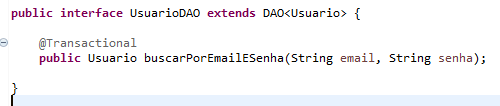 public interface UsuarioDAO extends DAO<Usuario> {
@Transactional
public Usuario buscarPorEmailESenha(String email, String senha);
}